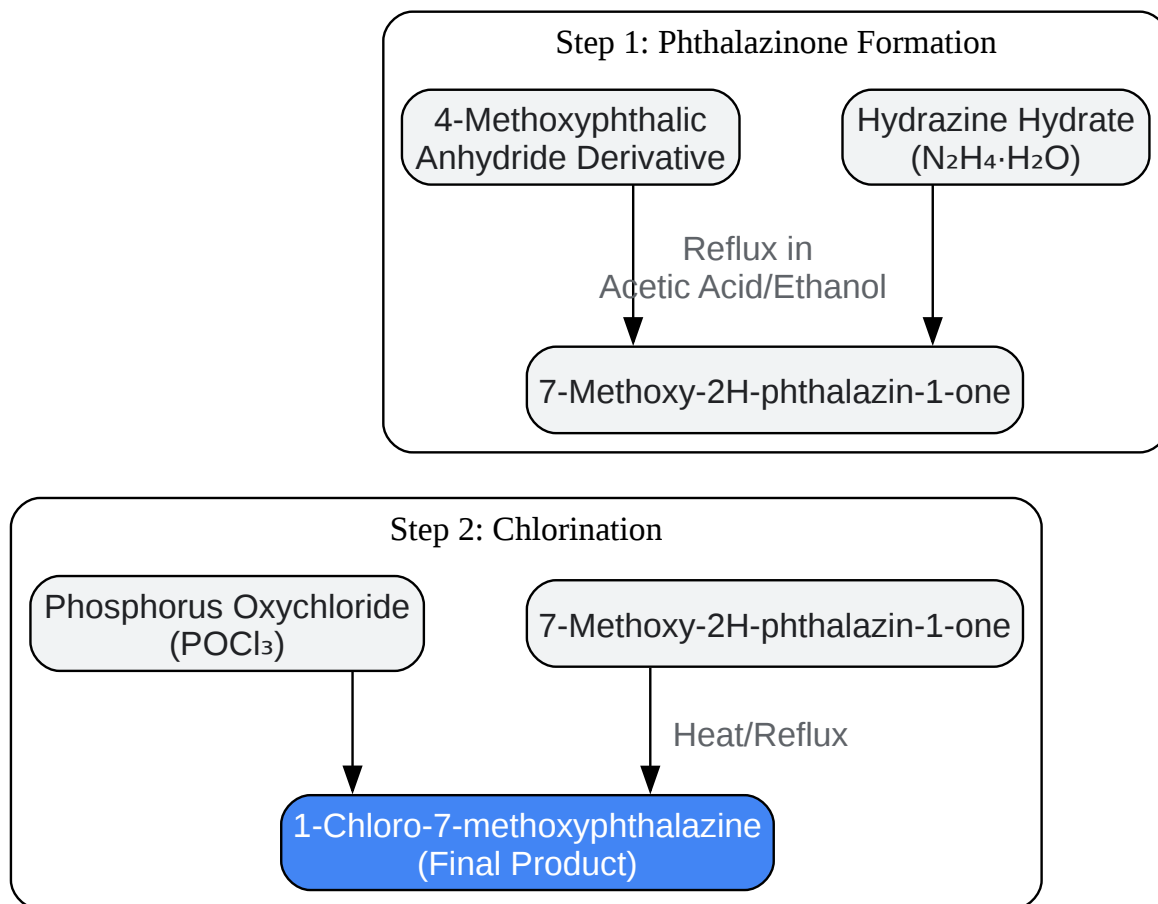 Step 1: Phthalazinone Formation
4-Methoxyphthalic
Anhydride Derivative
Hydrazine Hydrate
(N₂H₄·H₂O)
Reflux in
Acetic Acid/Ethanol
7-Methoxy-2H-phthalazin-1-one
Step 2: Chlorination
Phosphorus Oxychloride
(POCl₃)
7-Methoxy-2H-phthalazin-1-one
Heat/Reflux
1-Chloro-7-methoxyphthalazine
(Final Product)